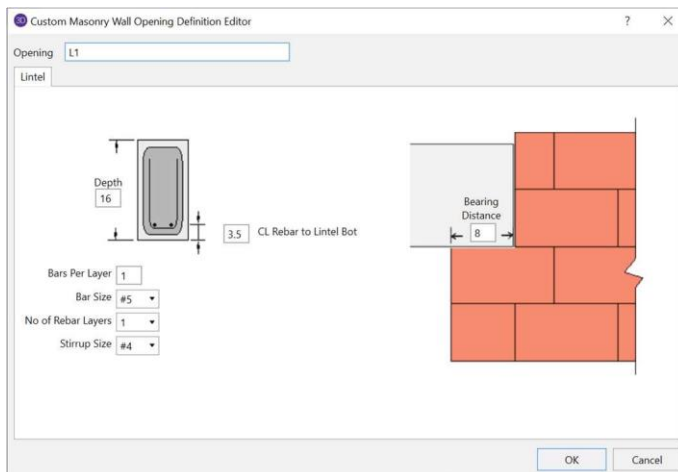 3D Custom Masonry Wall Opening Definition Editor ? ×
Opening L1
Lintel
Depth
16
3.5 CL Rebar to Lintel Bot
Bearing
Distance
8
Bars Per Layer 1
Bar Size #5
No of Rebar Layers 1
Stirrup Size #4
OK Cancel